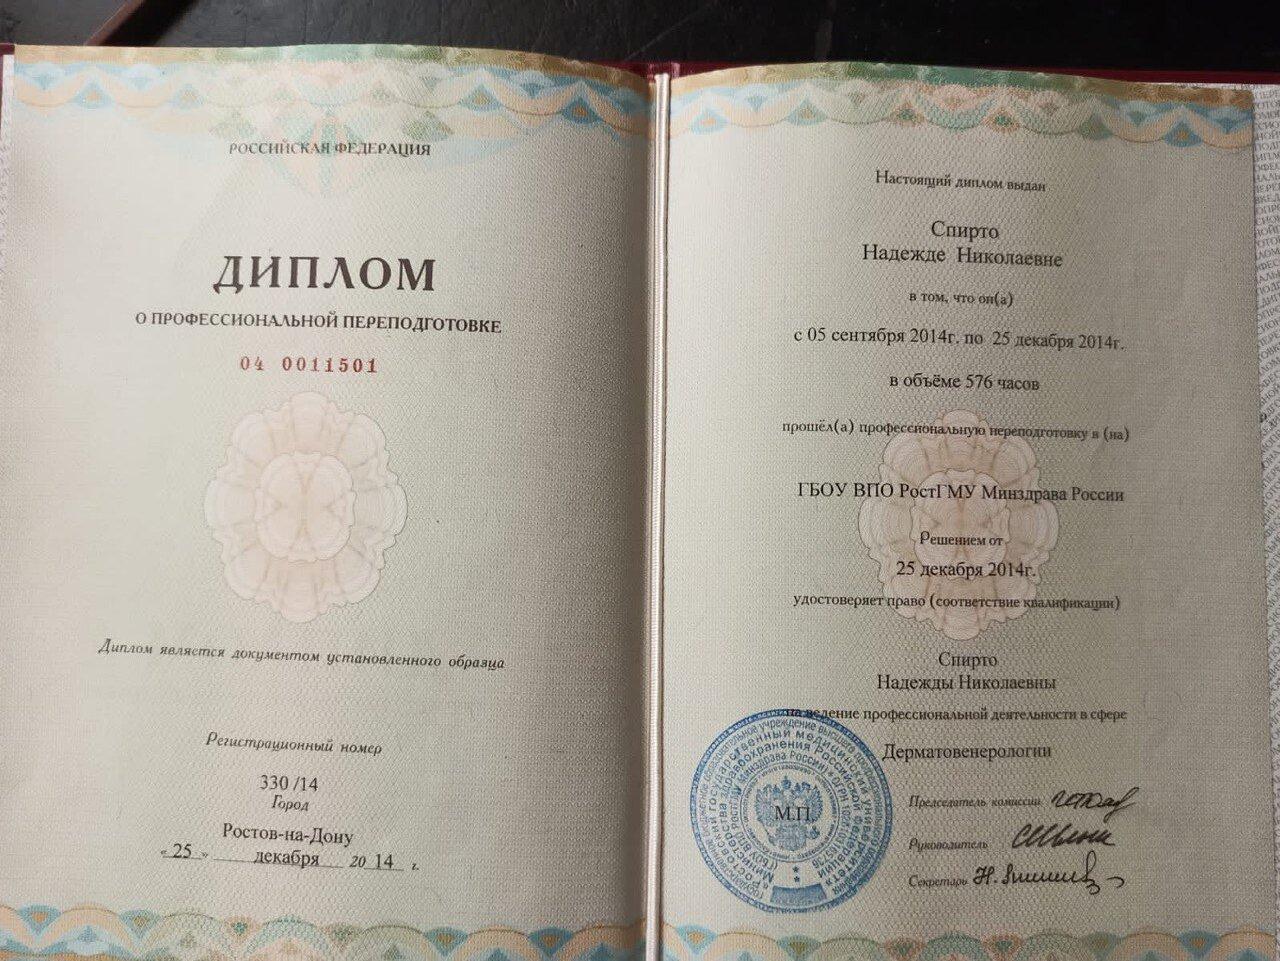 РОССИЙСКАЯ ФЕДЕРАЦИЯ
ДИПЛОМ
О ПРОФЕССИОНАЛЬНОЙ ПЕРЕПОДГОТОВКЕ
04 0011501
Диплом является документом установленного образца
Регистрационный номер
330 /14
Город
Ростов-на-Дону
« 25 » декабря 20 14 г.
Настоящий диплом выдан
Спирто
Надежде Николаевне
в том, что он(а)
с 05 сентября 2014г. по 25 декабря 2014г.
в объёме 576 часов
прошёл(а) профессиональную переподготовку в (на)
ГБОУ ВПО РостГМУ Минздрава России
Решением от
25 декабря 2014г.
удостоверяет право (соответствие квалификации)
Спирто
Надежды Николаевны
на ведение профессиональной деятельности в сфере
Дерматовенерологии
М.П.
Председатель комиссии
Руководитель
Секретарь